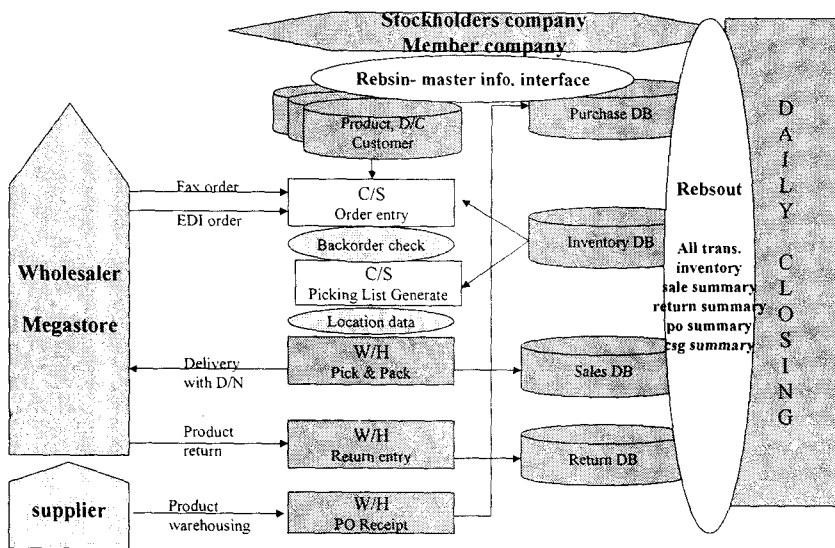 Stockholders company
Member company
Rebsin- master info, interface
Product, D/C
Customer
Purchase DB
Fax order
EDI order
C/S
Order entry
Backorder check
C/S
Picking List Generate
Location data
Inventory DB
Wholesaler
Megastore
W/H
Pick & Pack
Delivery
with D/N
Sales DB
Product
return
W/H
Return entry
Return DB
supplier
Product
warehousing
W/H
PO Receipt
Rebsout
All trans.
inventory
sale summary
return summary
po summary
csg summary
DAILY CLOSING